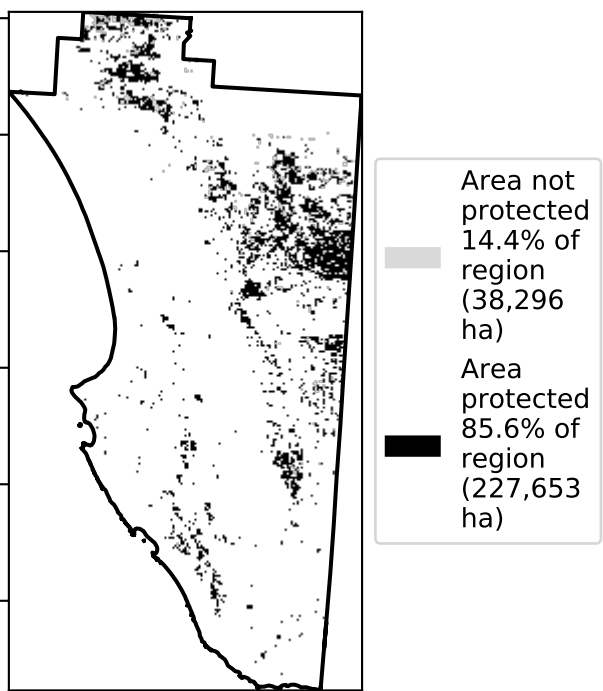 Area not
protected
14.4% of
region
(38,296
ha)
Area
protected
85.6% of
region
(227,653
ha)